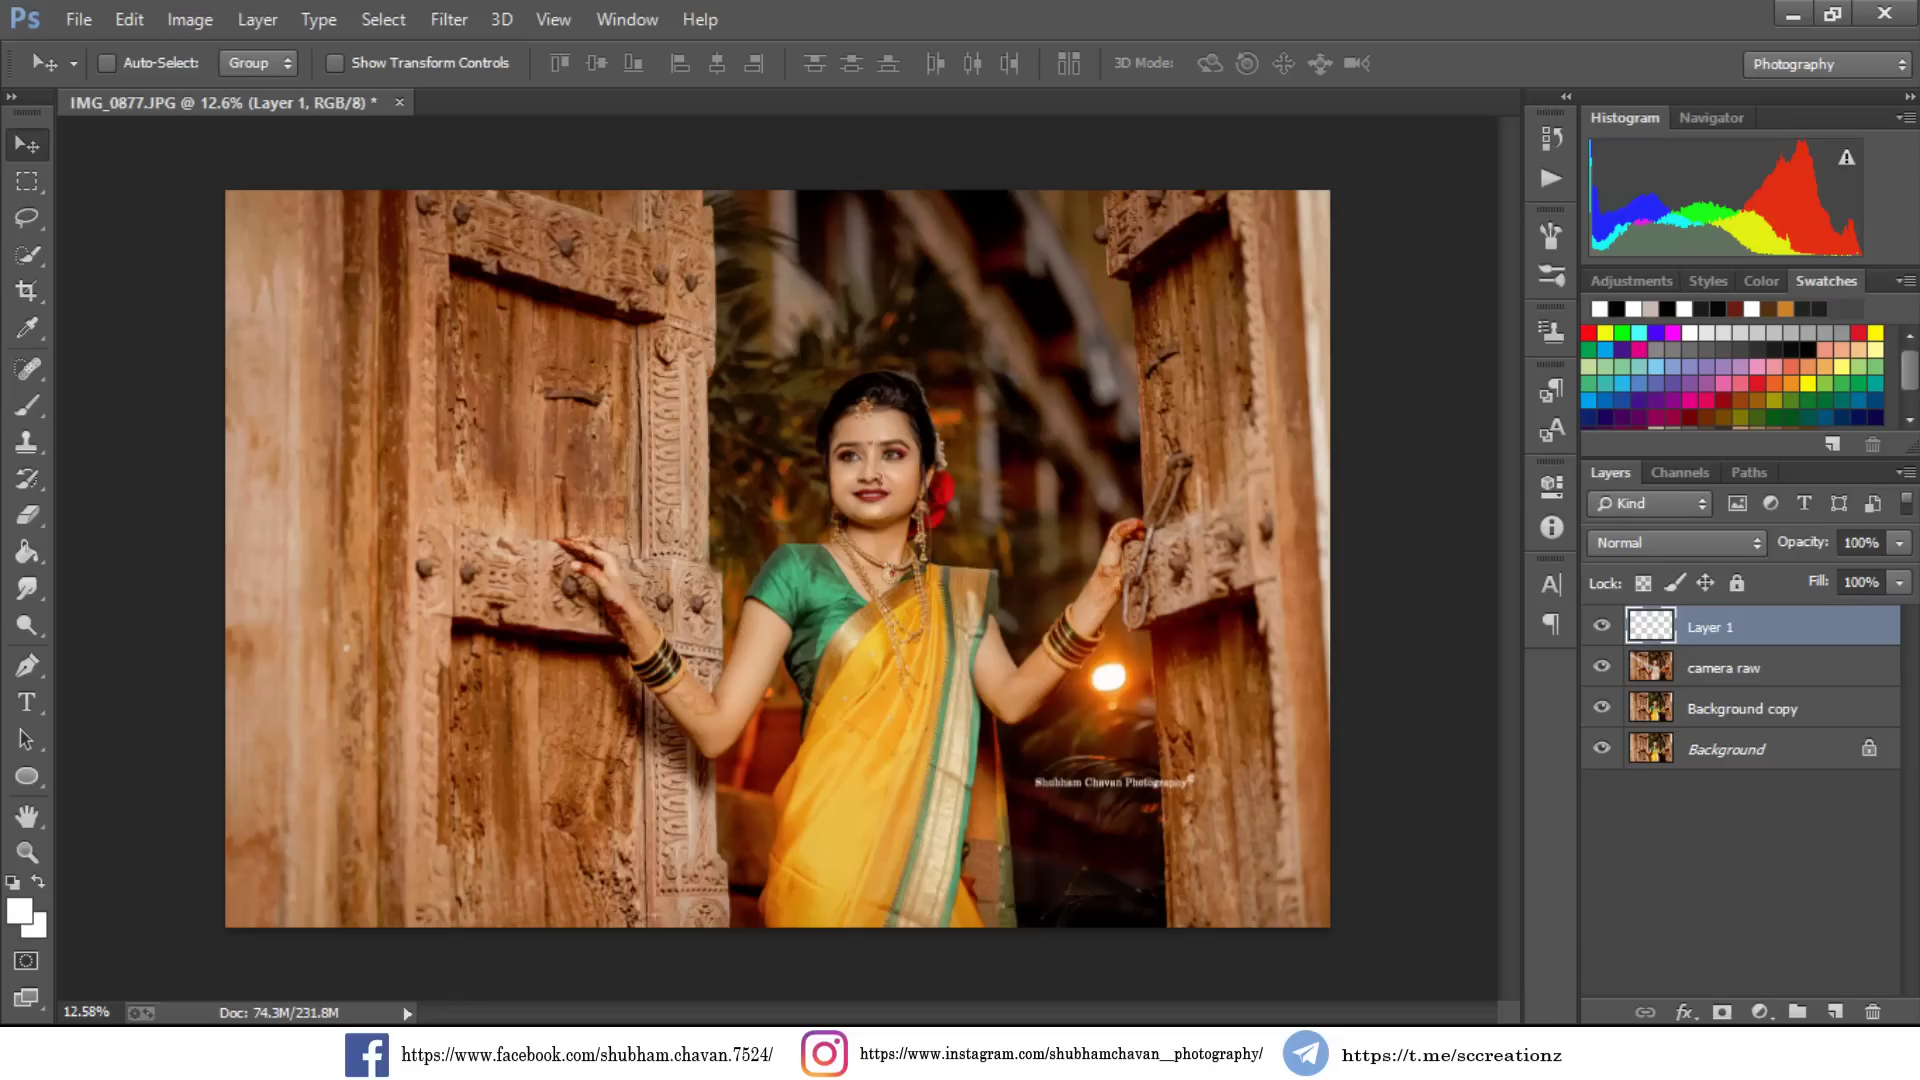 Ps File Edit Image Layer Type Select Filter 3D View Window Help
Auto-Select: Group Show Transform Controls 3D Mode: Photography
IMG_0877.JPG @ 12.6% (Layer 1, RGB/8) * ×
Histogram Navigator
Adjustments Styles Color Swatches
Layers Channels Paths
Kind
Normal Opacity: 100%
Lock: Fill: 100%
Layer 1
camera raw
Background copy
Background
Shubham Chavan Photography©
12.58% Doc: 74.3M/231.8M
https://www.facebook.com/shubham.chavan.7524/ https://www.instagram.com/shubhamchavan__photography/ https://t.me/sccreationz